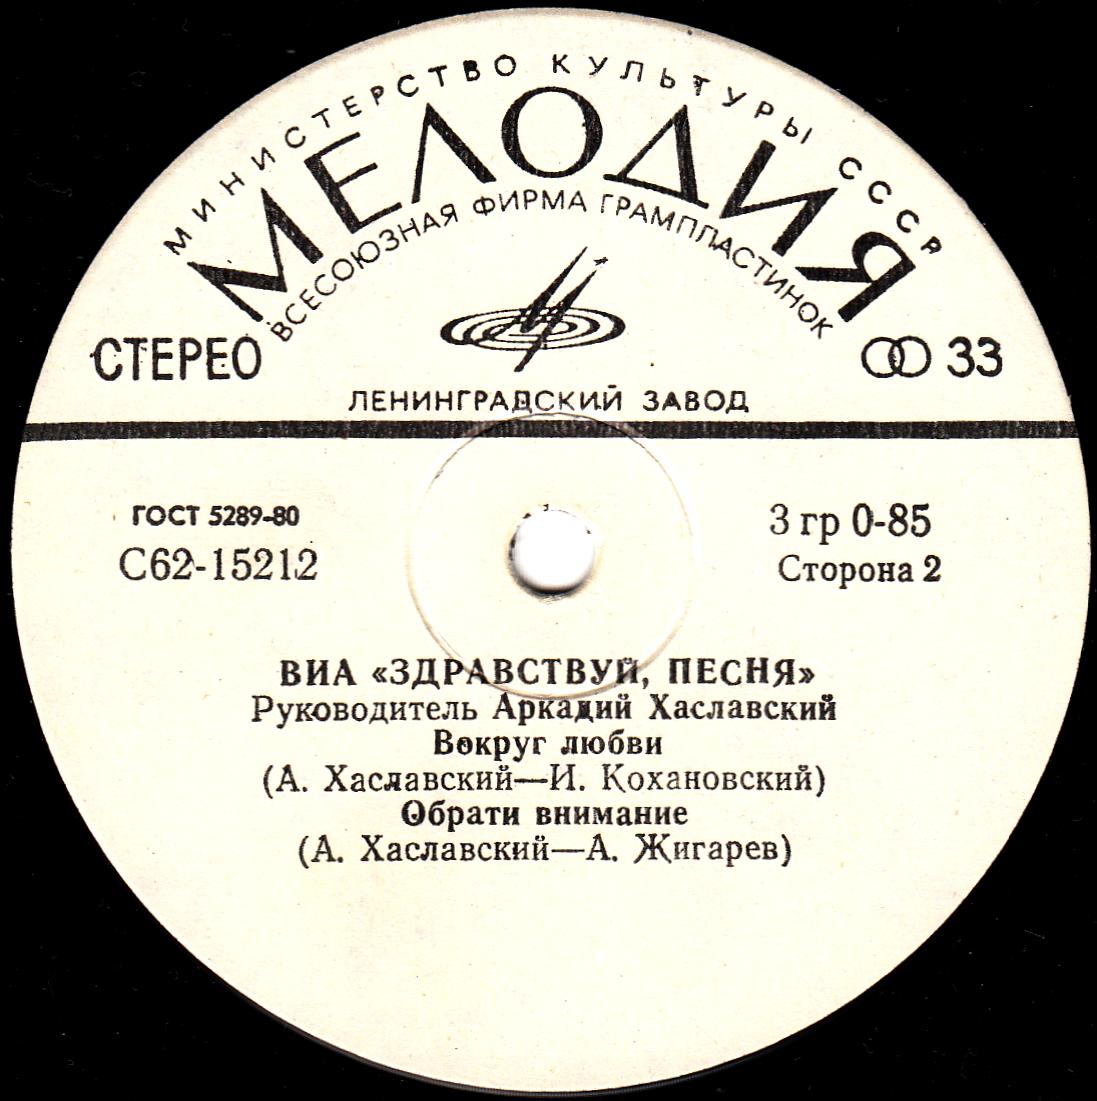 МИНИСТЕРСТВО КУЛЬТУРЫ СССР
МЕЛОДИЯ
ВСЕСОЮЗНАЯ ФИРМА ГРАМПЛАСТИНОК
СТЕРЕО
33
ЛЕНИНГРАДСКИЙ ЗАВОД
ГОСТ 5289-80
С62-15212
3 гр 0-85
Сторона 2
ВИА «ЗДРАВСТВУЙ, ПЕСНЯ»
Руководитель Аркадий Хаславский
Вокруг любви
(А. Хаславский—И. Кохановский)
Обрати внимание
(А. Хаславский—А. Жигарев)